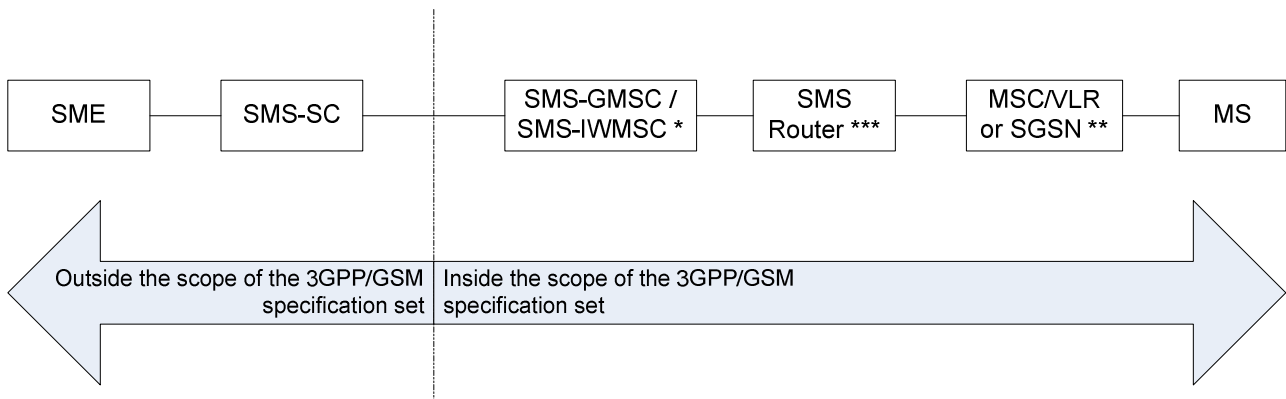 SME
SMS-SC
SMS-GMSC /
SMS-IWMSC *
SMS
Router ***
MSC/VLR
or SGSN **
MS
Outside the scope of the 3GPP/GSM
specification set
Inside the scope of the 3GPP/GSM
specification set